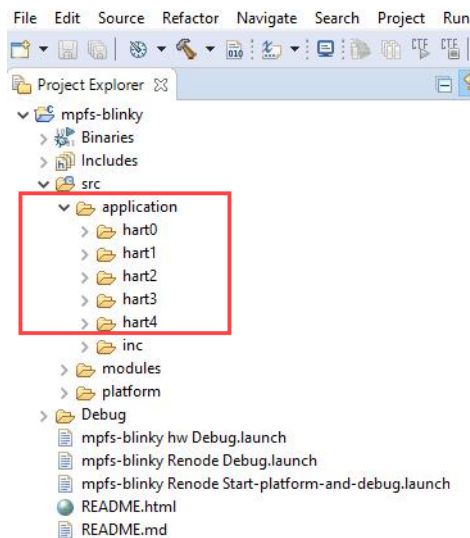 File Edit Source Refactor Navigate Search Project Run
Project Explorer
mpfs-blinky
Binaries
Includes
src
application
hart0
hart1
hart2
hart3
hart4
inc
modules
platform
Debug
mpfs-blinky hw Debug.launch
mpfs-blinky Renode Debug.launch
mpfs-blinky Renode Start-platform-and-debug.launch
README.html
README.md